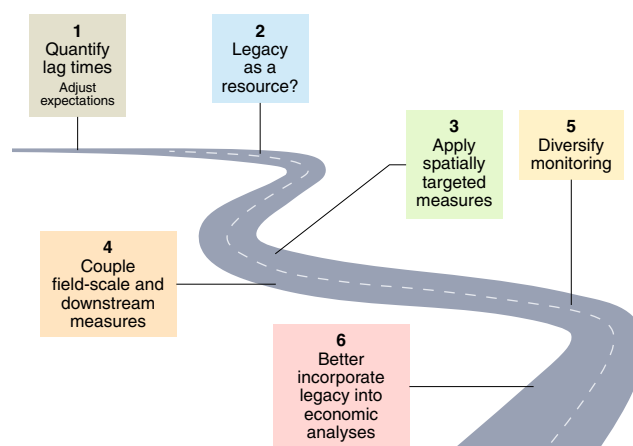 1
Quantify
lag times
Adjust
expectations
2
Legacy
as a
resource?
3
Apply
spatially
targeted
measures
5
Diversify
monitoring
4
Couple
field-scale and
downstream
measures
6
Better
incorporate
legacy into
economic
analyses